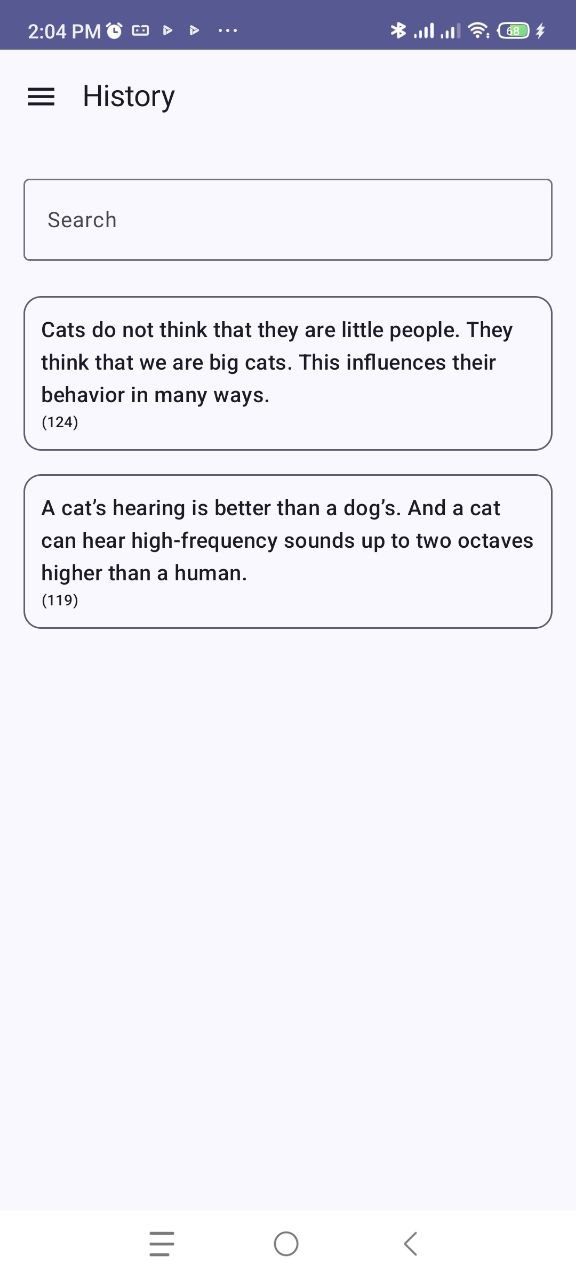 2:04 PM
68
History
Search
Cats do not think that they are little people. They
think that we are big cats. This influences their
behavior in many ways.
(124)
A cat’s hearing is better than a dog’s. And a cat
can hear high-frequency sounds up to two octaves
higher than a human.
(119)